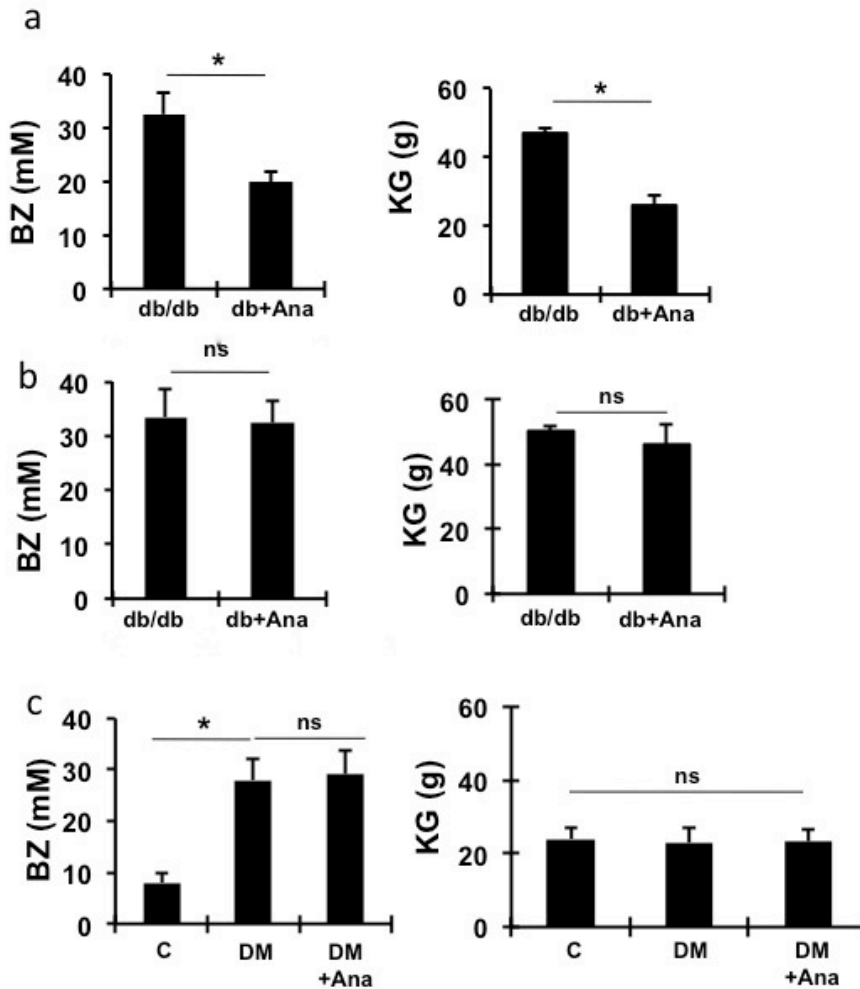 a
*
BZ (mM)
40
30
20
10
0
db/db db+Ana
*
KG (g)
60
40
20
0
db/db db+Ana
b
ns
BZ (mM)
40
30
20
10
0
db/db db+Ana
ns
KG (g)
60
40
20
0
db/db db+Ana
c
* ns
BZ (mM)
40
30
20
10
0
C DM DM
+Ana
ns
KG (g)
60
40
20
0
C DM DM
+Ana